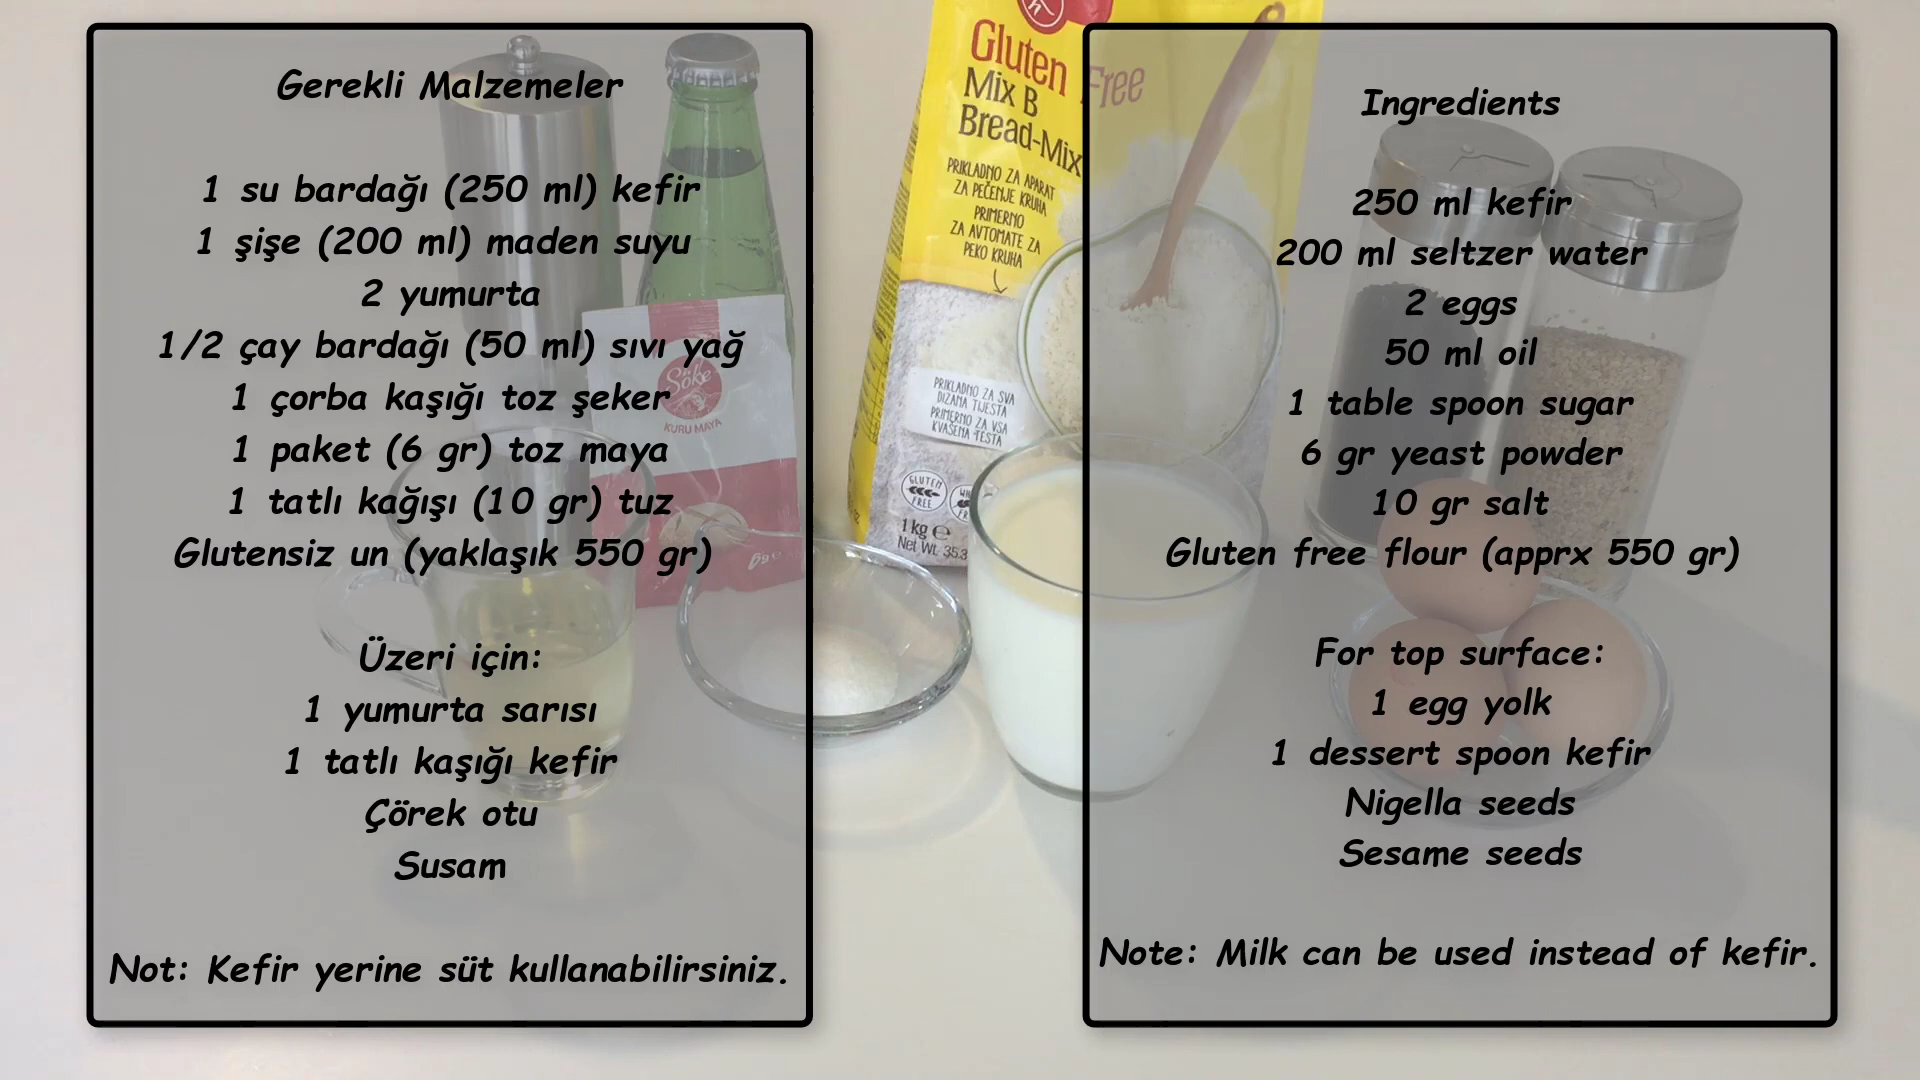 Gerekli Malzemeler
1 su bardağı (250 ml) kefir
1 şişe (200 ml) maden suyu
2 yumurta
1/2 çay bardağı (50 ml) sıvı yağ
1 çorba kaşığı toz şeker
1 paket (6 gr) toz maya
1 tatlı kağışı (10 gr) tuz
Glutensiz un (yaklaşık 550 gr)
Üzeri için:
1 yumurta sarısı
1 tatlı kaşığı kefir
Çörek otu
Susam
Not: Kefir yerine süt kullanabilirsiniz.
Söke
KURU MAYA
6g e
Gluten Free
Mix B
Bread-Mix
PRIKLADNO ZA APARAT
ZA PEČENJE KRUHA
PRIMERNO
ZA AVTOMATE ZA
PEKO KRUHA
PRIKLADNO ZA SVA
DIZANA TIJESTA
PRIMERNO ZA VSA
KVAŠENA TESTA
GLUTEN
FREE
1 kg e
Net Wt. 35.3
Ingredients
250 ml kefir
200 ml seltzer water
2 eggs
50 ml oil
1 table spoon sugar
6 gr yeast powder
10 gr salt
Gluten free flour (apprx 550 gr)
For top surface:
1 egg yolk
1 dessert spoon kefir
Nigella seeds
Sesame seeds
Note: Milk can be used instead of kefir.